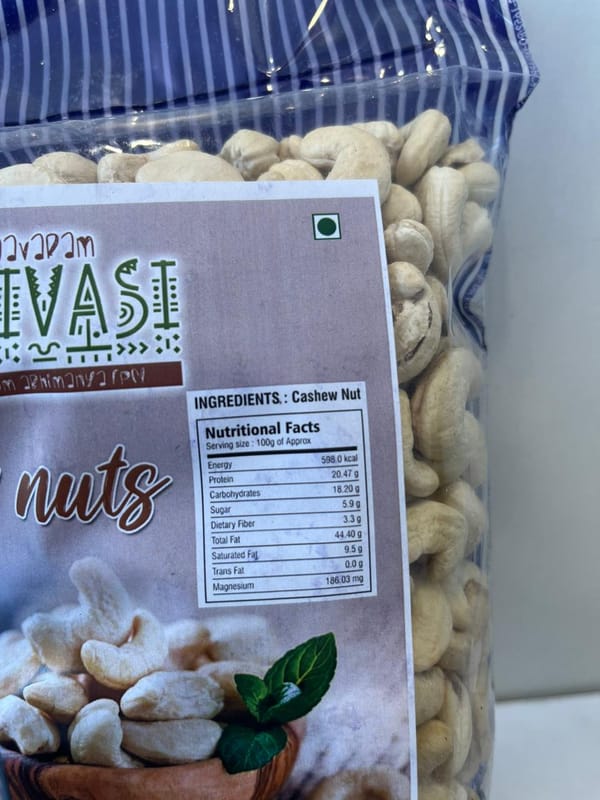 IVASI
nuts
INGREDIENTS. : Cashew Nut
Nutritional Facts
Serving size : 100g of Approx
Energy 598.0 kcal
Protein 20.47 g
Carbohydrates 18.20 g
Sugar 5.9 g
Dietary Fiber 3.3 g
Total Fat 44.40 g
Saturated Fat 9.5 g
Trans Fat 0.0 g
Magnesium 186.03 mg